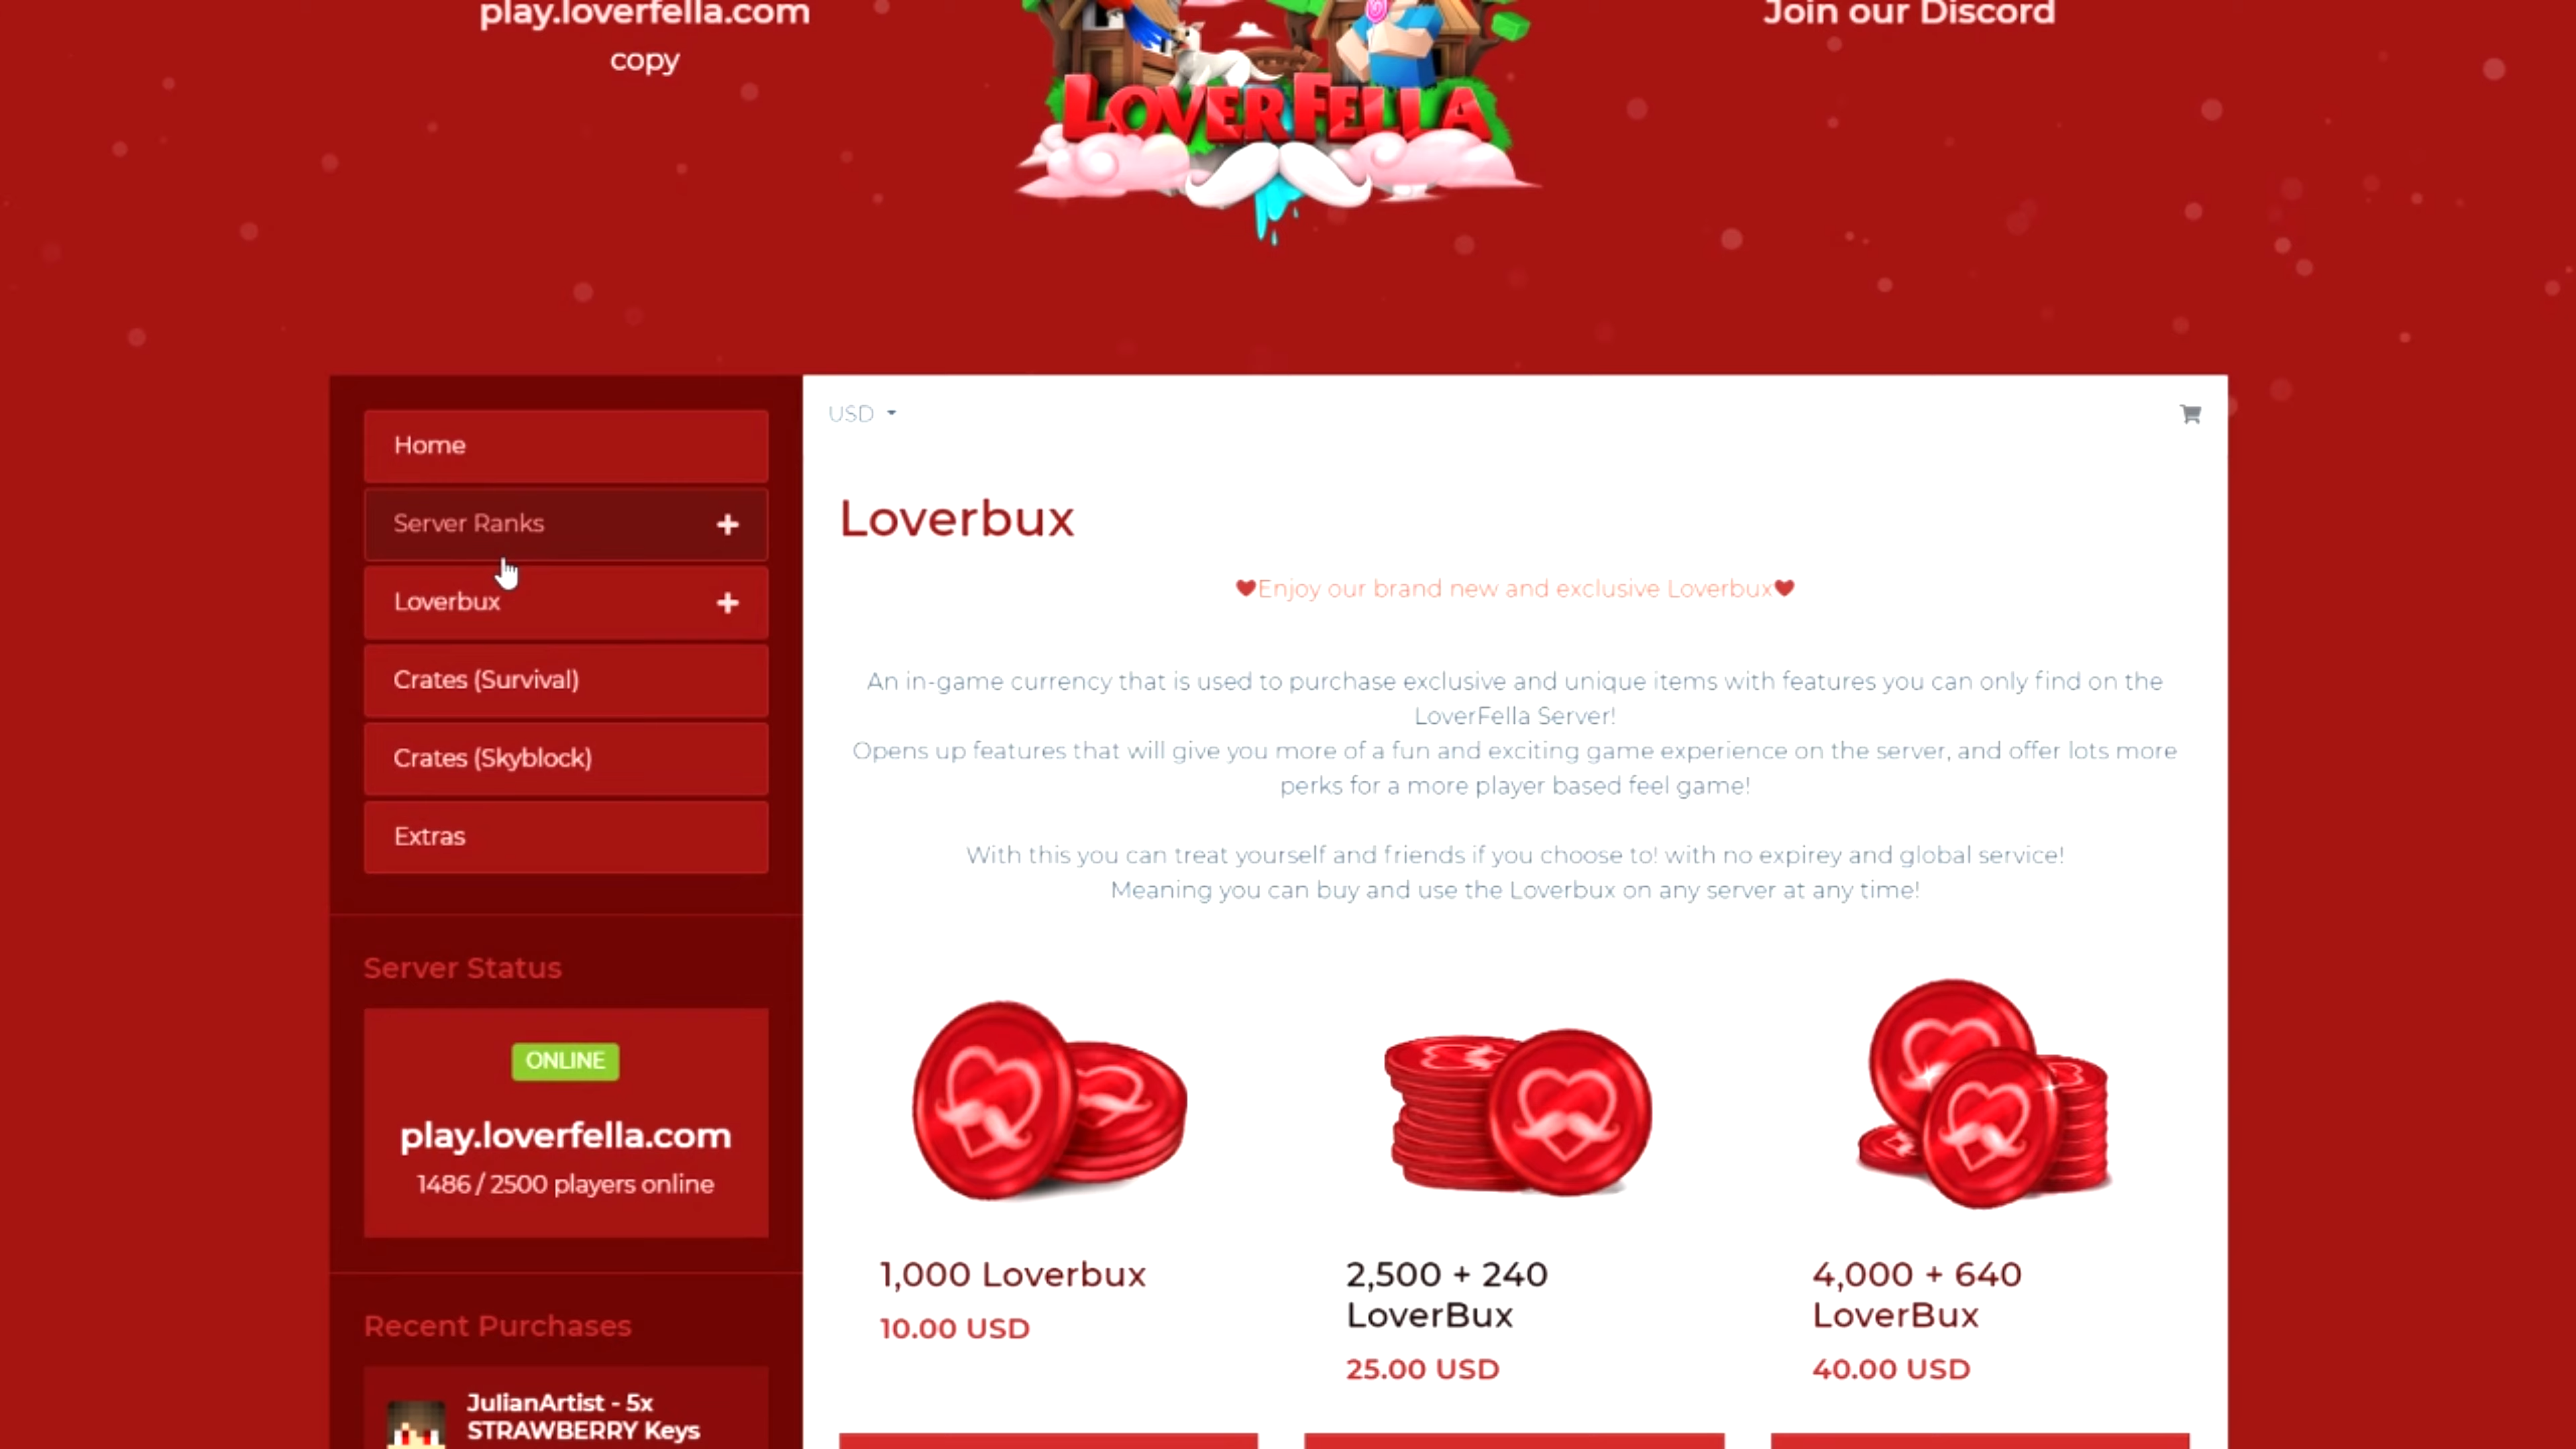 play.loverfella.com
copy
LOVERFELLA
Join our Discord
Home
Server Ranks
Loverbux
Crates (Survival)
Crates (Skyblock)
Extras
Server Status
ONLINE
play.loverfella.com
1486 / 2500 players online
Recent Purchases
JulianArtist - 5x
STRAWBERRY Keys
USD
Loverbux
❤Enjoy our brand new and exclusive Loverbux❤
An in-game currency that is used to purchase exclusive and unique items with features you can only find on the
LoverFella Server!
Opens up features that will give you more of a fun and exciting game experience on the server, and offer lots more
perks for a more player based feel game!
With this you can treat yourself and friends if you choose to! with no expirey and global service!
Meaning you can buy and use the Loverbux on any server at any time!
1,000 Loverbux
10.00 USD
2,500 + 240
LoverBux
25.00 USD
4,000 + 640
LoverBux
40.00 USD